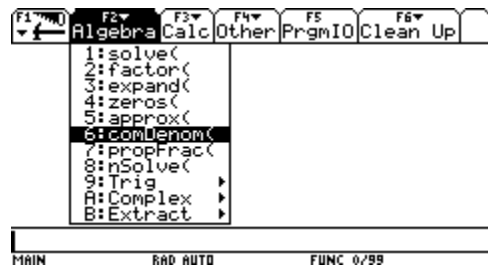 F1 F2 F3 F4 F5 F6
Algebra Calc Other PrgmIO Clean Up
1:solve(
2:factor(
3:expand(
4:zeros(
5:approx(
6:comDenom(
7:propFrac(
8:nSolve(
9:Trig
A:Complex
B:Extract
MAIN RAD AUTO FUNC 0/99